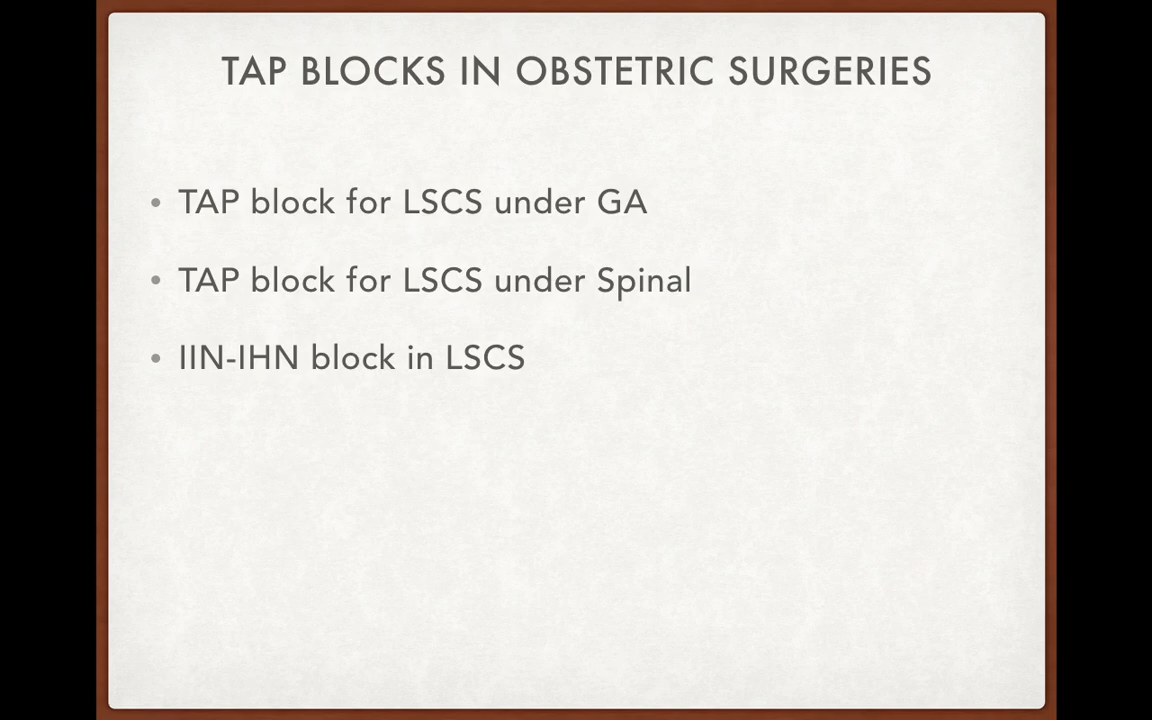 TAP BLOCKS IN OBSTETRIC SURGERIES
• TAP block for LSCS under GA
• TAP block for LSCS under Spinal
• IIN-IHN block in LSCS